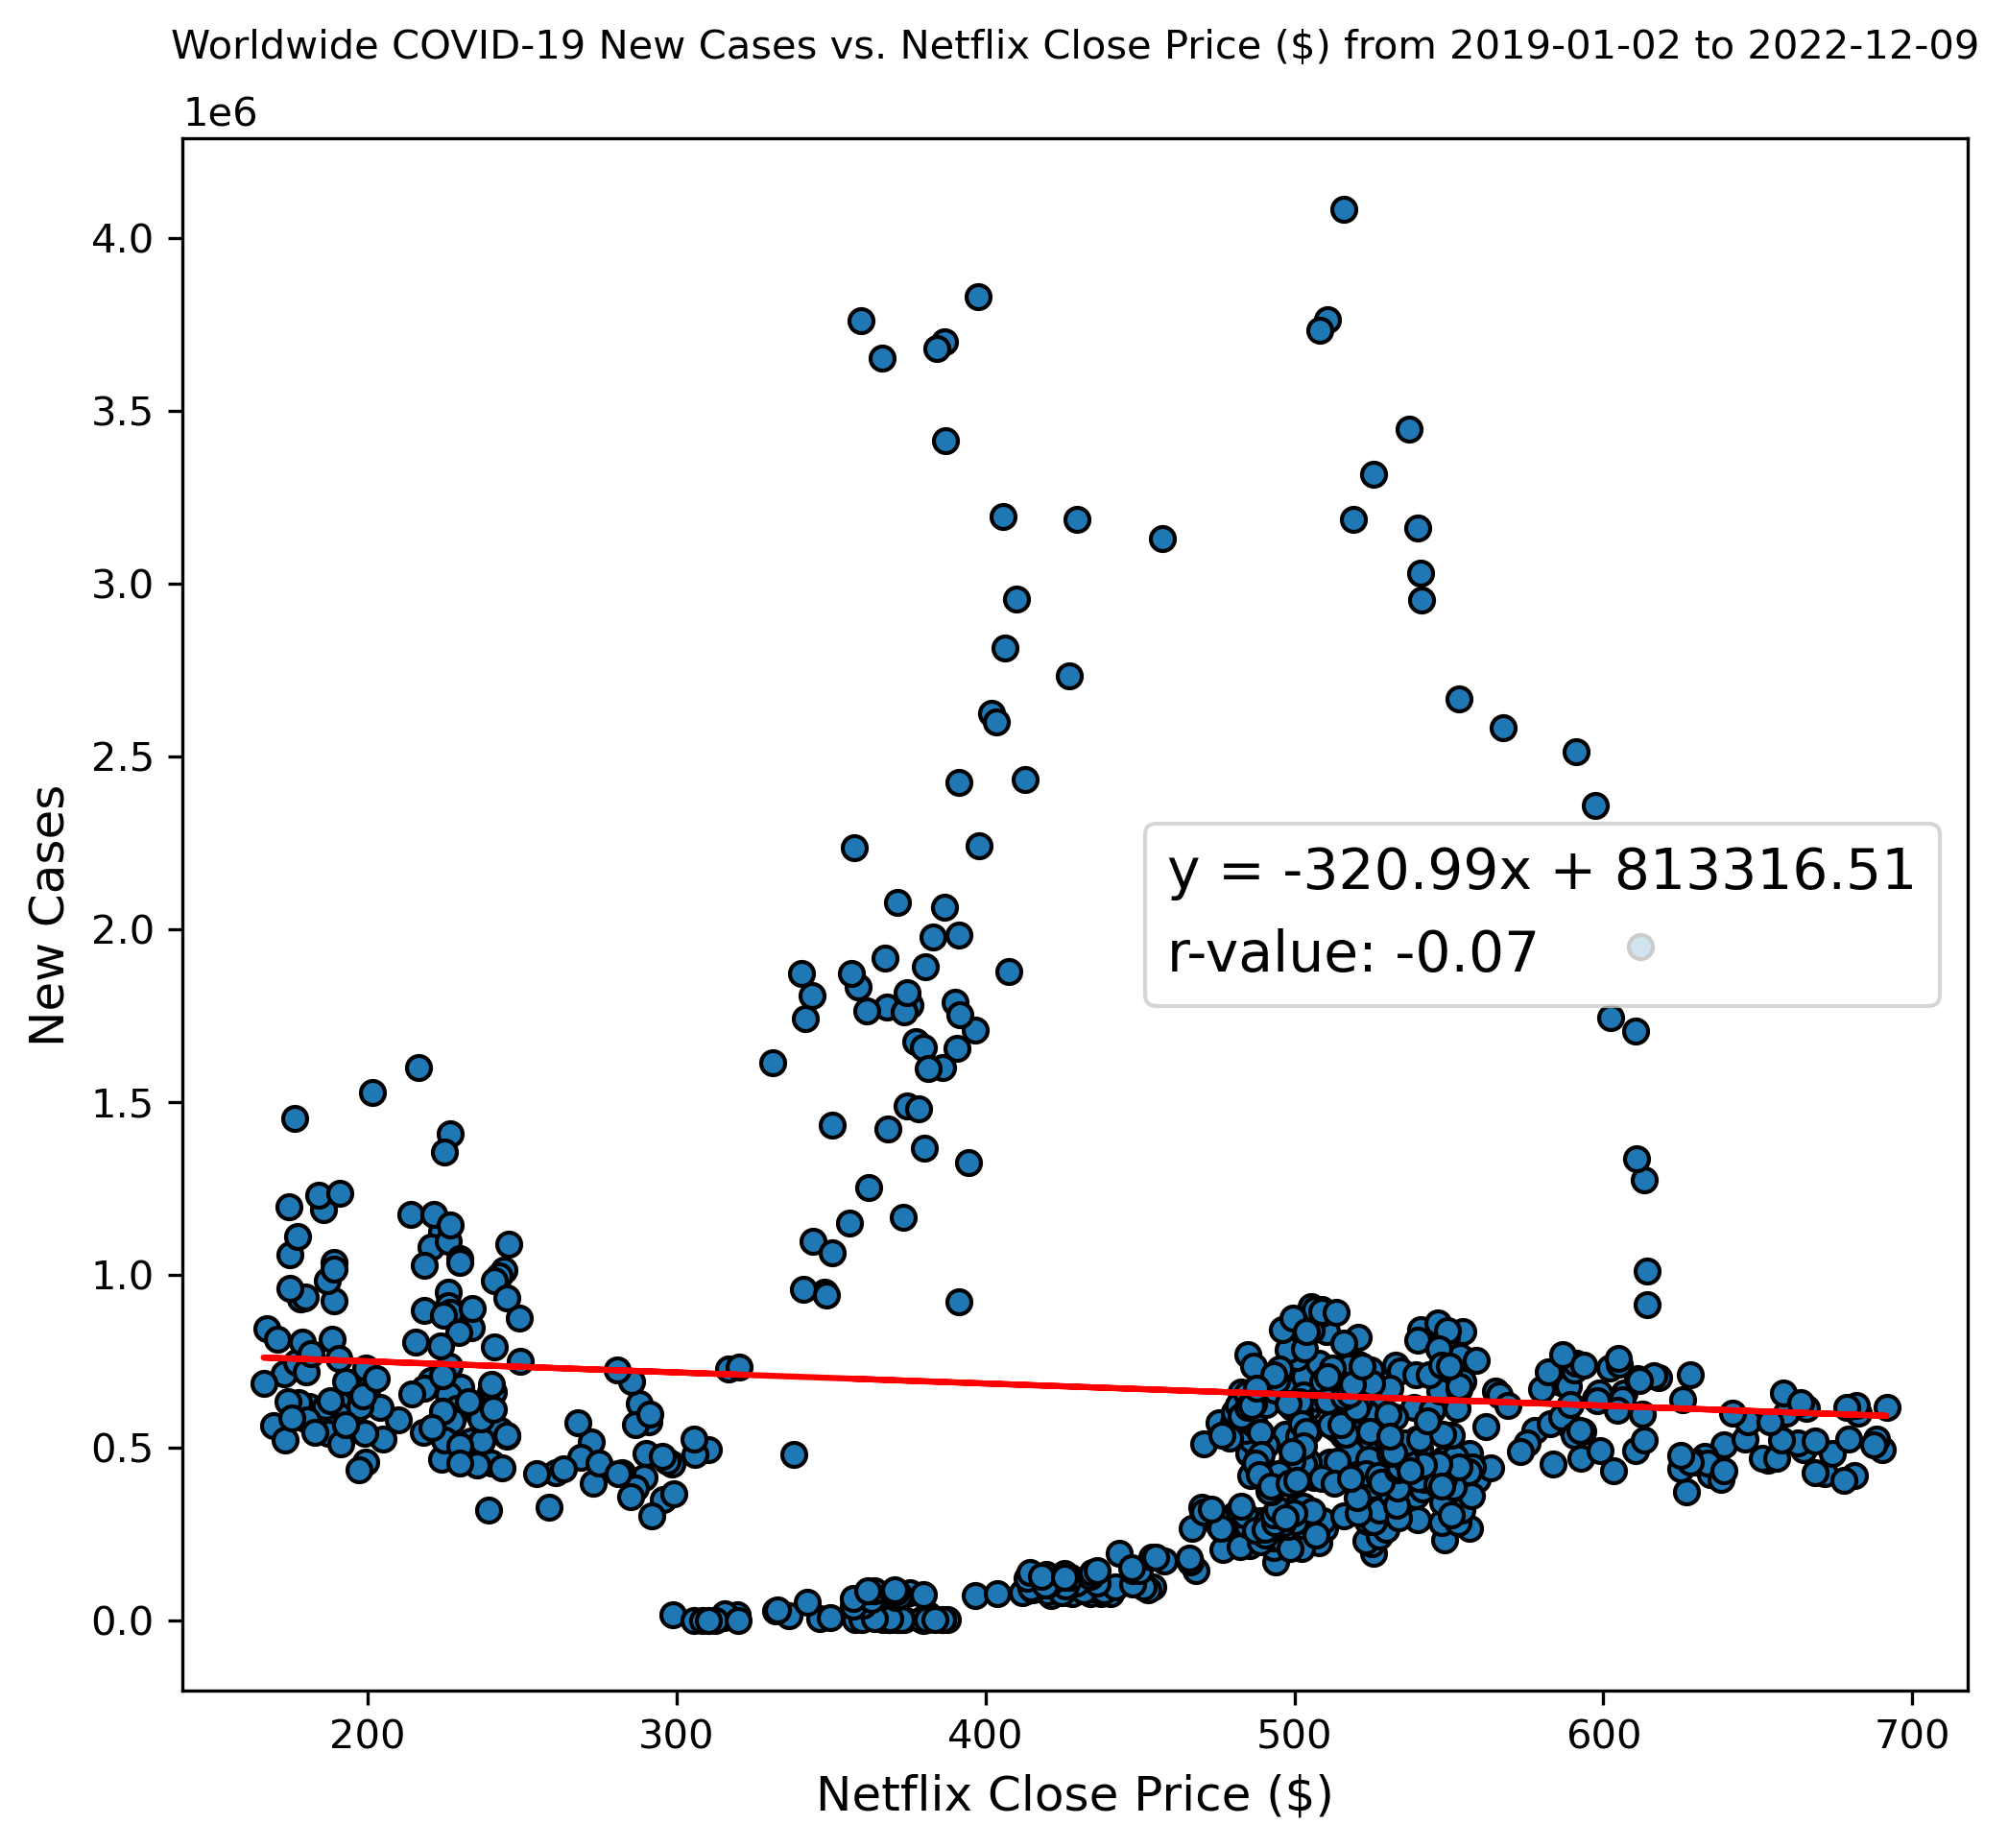 Worldwide COVID-19 New Cases vs. Netflix Close Price ($) from 2019-01-02 to 2022-12-09
1e6
4.0
3.5
3.0
2.5
2.0
1.5
1.0
0.5
0.0
New Cases
y = -320.99x + 813316.51
r-value: -0.07
200 300 400 500 600 700
Netflix Close Price ($)